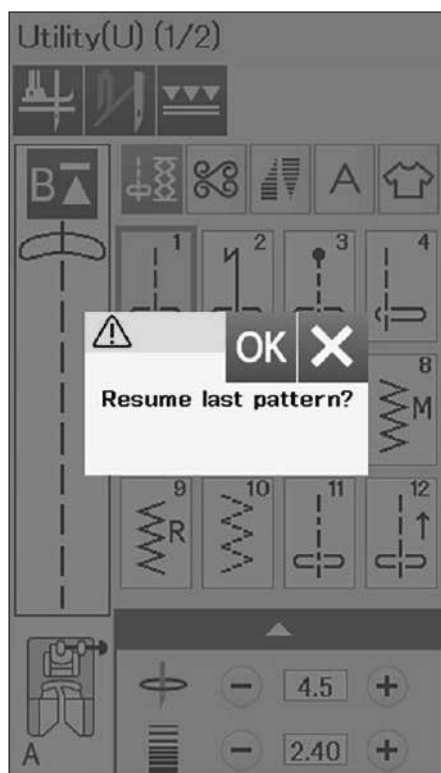 Utility(U) (1/2)
B A
1 2 3 4
OK
Resume last pattern?
8
M
9 10 11 12
R
4.5
A
2.40